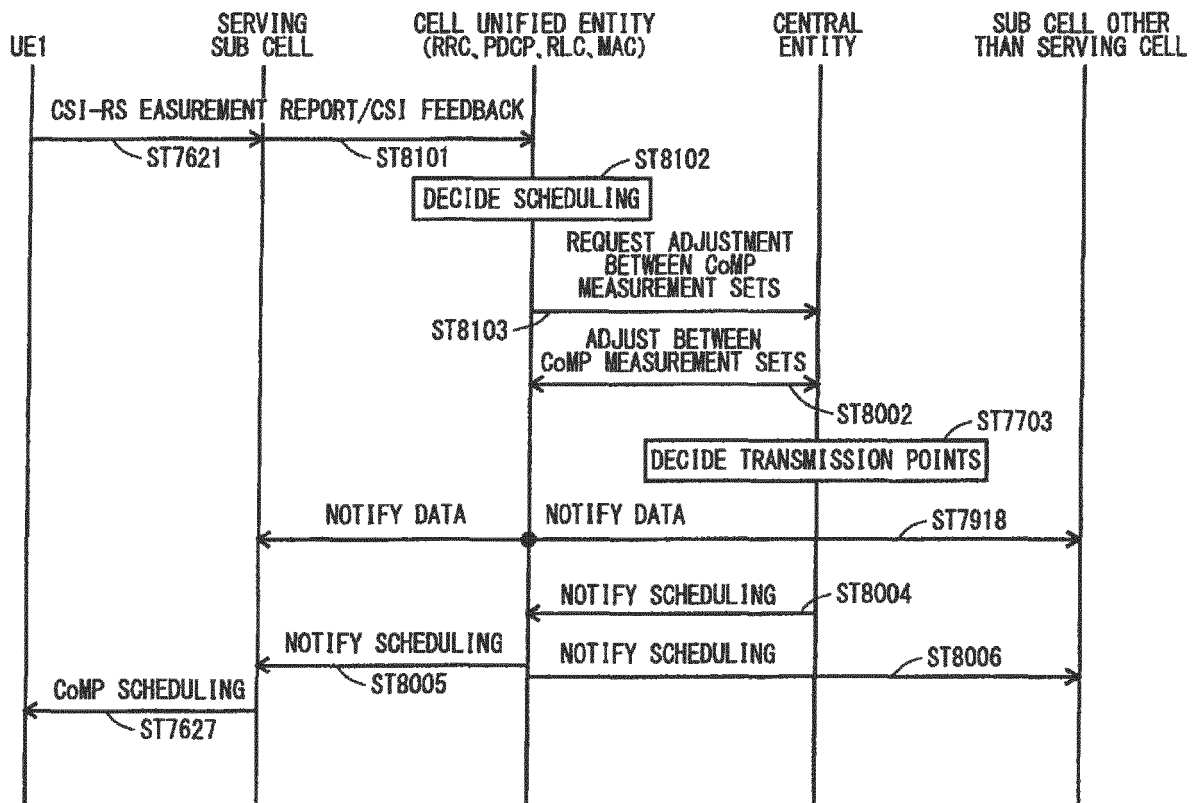 UE1
SERVING
SUB CELL
CELL UNIFIED ENTITY
(RRC, PDCP, RLC, MAC)
CENTRAL
ENTITY
SUB CELL OTHER
THAN SERVING CELL
CSI-RS EASUREMENT REPORT/CSI FEEDBACK
ST7621
ST8101
ST8102
DECIDE SCHEDULING
REQUEST ADJUSTMENT
BETWEEN CoMP
MEASUREMENT SETS
ST8103
ADJUST BETWEEN
CoMP MEASUREMENT SETS
ST8002
ST7703
DECIDE TRANSMISSION POINTS
NOTIFY DATA
NOTIFY DATA
ST7918
NOTIFY SCHEDULING
ST8004
NOTIFY SCHEDULING
ST8005
NOTIFY SCHEDULING
ST8006
CoMP SCHEDULING
ST7627